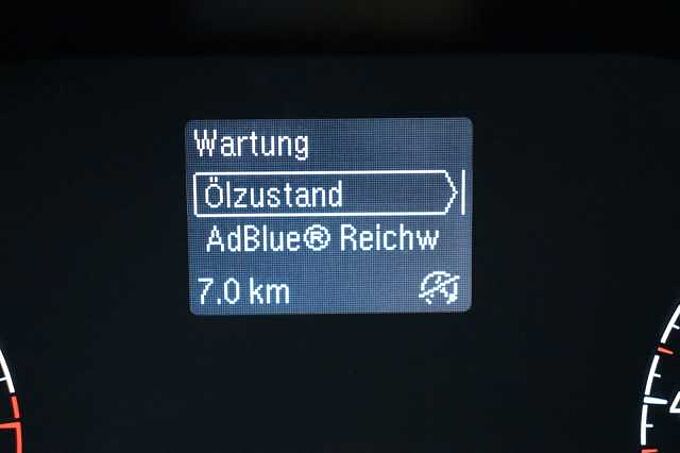 Wartung
Ölzustand
AdBlue® Reichw
7.0 km